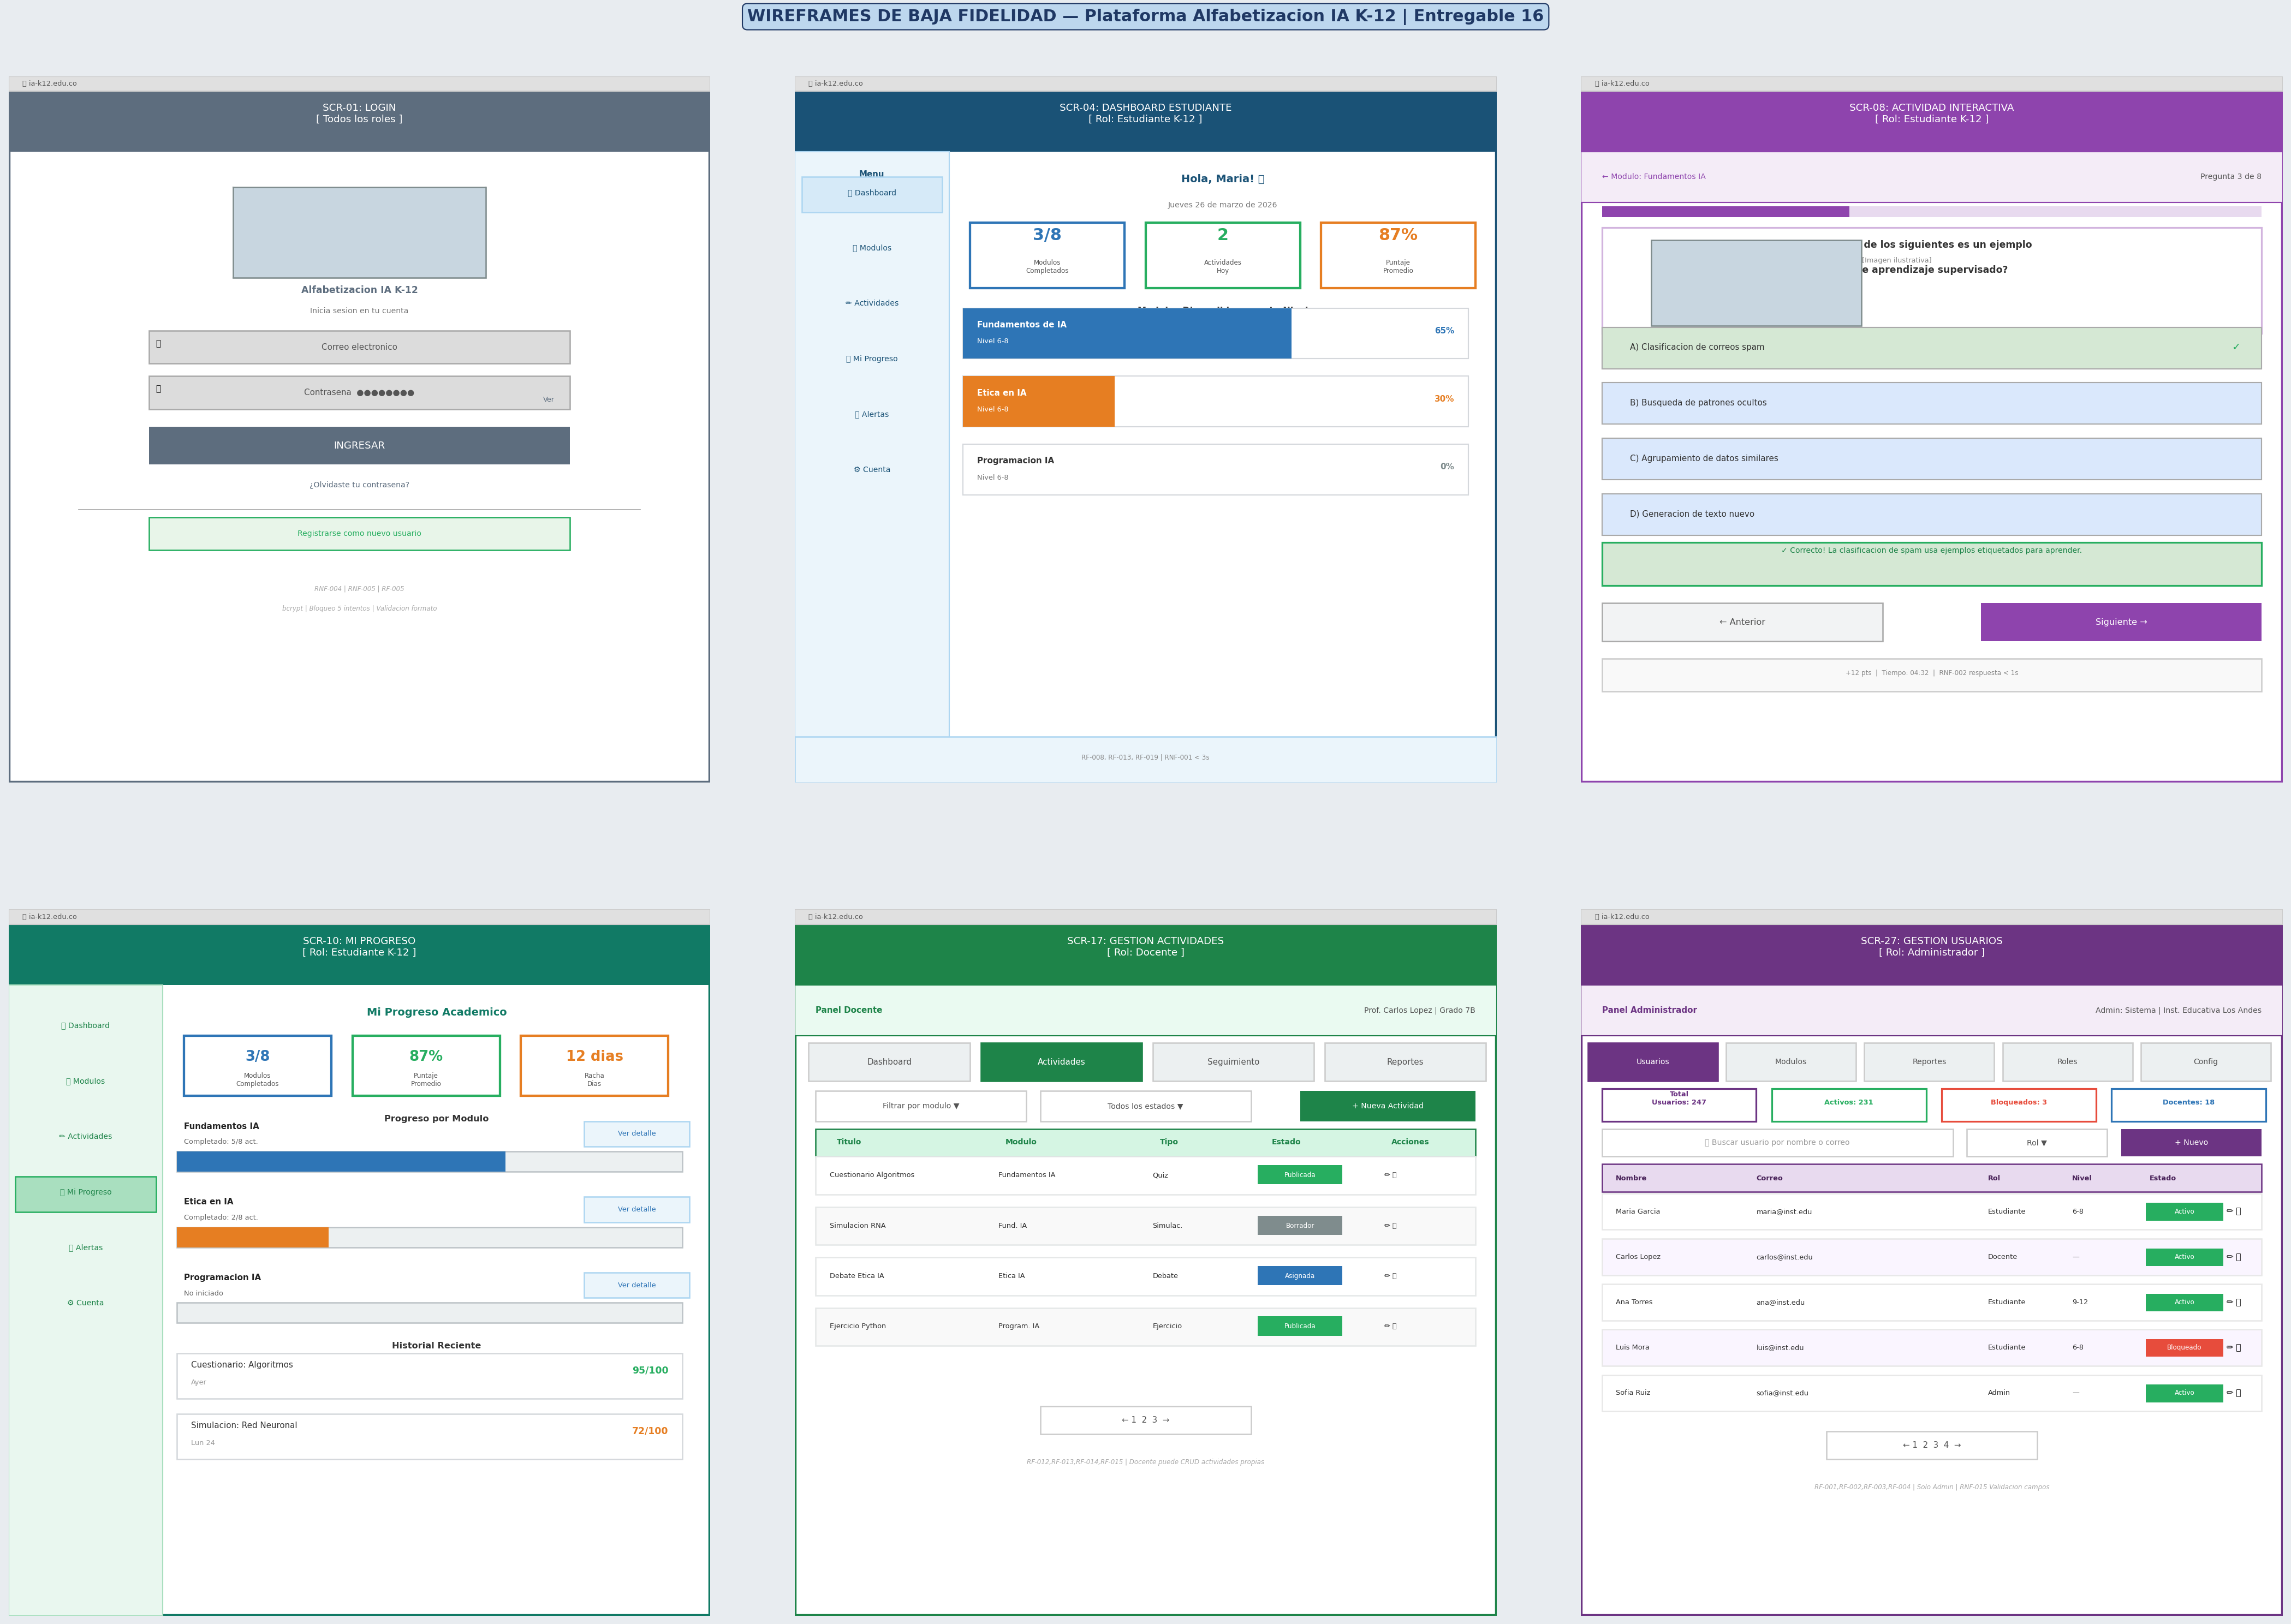 WIREFRAMES DE BAJA FIDELIDAD — Plataforma Alfabetizacion IA K-12 | Entregable 16
ia-k12.edu.co
SCR-01: LOGIN
[ Todos los roles ]
Alfabetizacion IA K-12
Inicia sesion en tu cuenta
Correo electronico
Contrasena ●●●●●●●●
Ver
INGRESAR
¿Olvidaste tu contrasena?
Registrarse como nuevo usuario
RNF-004 | RNF-005 | RF-005
bcrypt | Bloqueo 5 intentos | Validacion formato
ia-k12.edu.co
SCR-04: DASHBOARD ESTUDIANTE
[ Rol: Estudiante K-12 ]
Menu
Dashboard
Modulos
✏ Actividades
Mi Progreso
Alertas
⚙ Cuenta
Hola, Maria!
Jueves 26 de marzo de 2026
3/8
Modulos
Completados
2
Actividades
Hoy
87%
Puntaje
Promedio
Fundamentos de IA
Nivel 6-8
65%
Etica en IA
Nivel 6-8
30%
Programacion IA
Nivel 6-8
0%
RF-008, RF-013, RF-019 | RNF-001 < 3s
ia-k12.edu.co
SCR-08: ACTIVIDAD INTERACTIVA
[ Rol: Estudiante K-12 ]
← Modulo: Fundamentos IA
Pregunta 3 de 8
de los siguientes es un ejemplo
[Imagen ilustrativa]
e aprendizaje supervisado?
A) Clasificacion de correos spam ✓
B) Busqueda de patrones ocultos
C) Agrupamiento de datos similares
D) Generacion de texto nuevo
✓ Correcto! La clasificacion de spam usa ejemplos etiquetados para aprender.
← Anterior
Siguiente →
+12 pts | Tiempo: 04:32 | RNF-002 respuesta < 1s
ia-k12.edu.co
SCR-10: MI PROGRESO
[ Rol: Estudiante K-12 ]
Dashboard
Modulos
✏ Actividades
Mi Progreso
Alertas
⚙ Cuenta
Mi Progreso Academico
3/8
Modulos
Completados
87%
Puntaje
Promedio
12 dias
Racha
Dias
Progreso por Modulo
Fundamentos IA
Completado: 5/8 act.
Ver detalle
Etica en IA
Completado: 2/8 act.
Ver detalle
Programacion IA
No iniciado
Ver detalle
Historial Reciente
Cuestionario: Algoritmos
Ayer
95/100
Simulacion: Red Neuronal
Lun 24
72/100
ia-k12.edu.co
SCR-17: GESTION ACTIVIDADES
[ Rol: Docente ]
Panel Docente
Prof. Carlos Lopez | Grado 7B
Dashboard
Actividades
Seguimiento
Reportes
Filtrar por modulo ▼
Todos los estados ▼
+ Nueva Actividad
Titulo Modulo Tipo Estado Acciones
Cuestionario Algoritmos Fundamentos IA Quiz Publicada ✏
Simulacion RNA Fund. IA Simulac. Borrador ✏
Debate Etica IA Etica IA Debate Asignada ✏
Ejercicio Python Program. IA Ejercicio Publicada ✏
← 1 2 3 →
RF-012,RF-013,RF-014,RF-015 | Docente puede CRUD actividades propias
ia-k12.edu.co
SCR-27: GESTION USUARIOS
[ Rol: Administrador ]
Panel Administrador
Admin: Sistema | Inst. Educativa Los Andes
Usuarios
Modulos
Reportes
Roles
Config
Total
Usuarios: 247
Activos: 231
Bloqueados: 3
Docentes: 18
Buscar usuario por nombre o correo
Rol ▼
+ Nuevo
Nombre Correo Rol Nivel Estado
Maria Garcia maria@inst.edu Estudiante 6-8 Activo ✏
Carlos Lopez carlos@inst.edu Docente — Activo ✏
Ana Torres ana@inst.edu Estudiante 9-12 Activo ✏
Luis Mora luis@inst.edu Estudiante 6-8 Bloqueado ✏
Sofia Ruiz sofia@inst.edu Admin — Activo ✏
← 1 2 3 4 →
RF-001,RF-002,RF-003,RF-004 | Solo Admin | RNF-015 Validacion campos